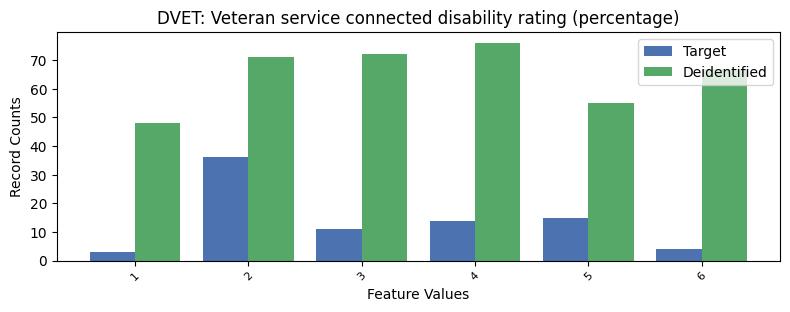 DVET: Veteran service connected disability rating (percentage)
Target
Deidentified
Record Counts
70
60
50
40
30
20
10
0
1 2 3 4 5 6
Feature Values